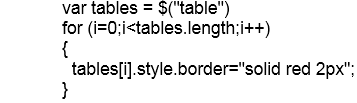 var tables = $("table")
for (i=0;i<tables.length;i++)
{
tables[i].style.border="solid red 2px";
}